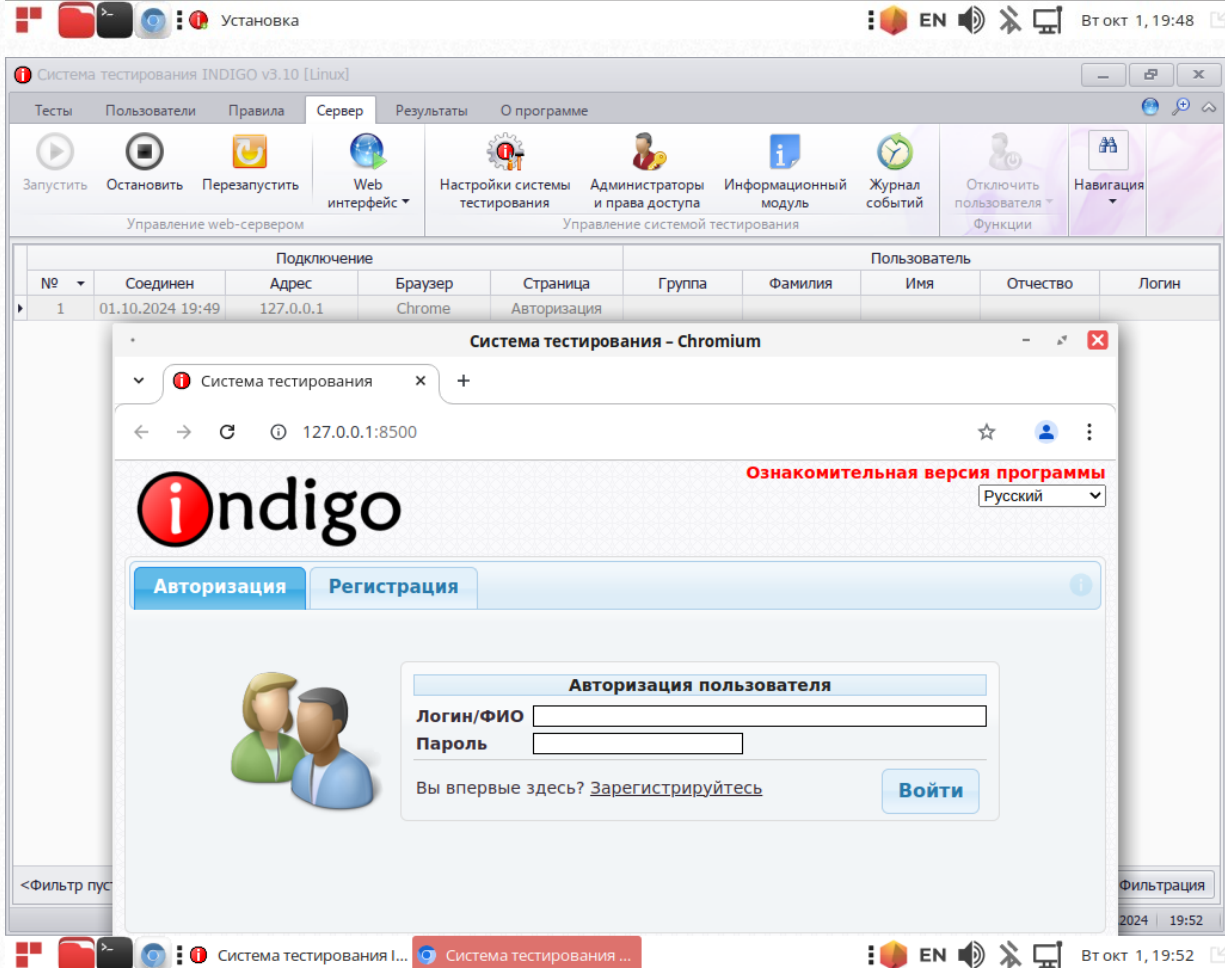 Установка
EN
Вт окт 1, 19:48
Система тестирования INDIGO v3.10 [Linux]
Тесты Пользователи Правила Сервер Результаты О программе
Запустить Остановить Перезапустить Web интерфейс Настройки системы тестирования Администраторы и права доступа Информационный модуль Журнал событий Отключить пользователя Навигация
Управление web-сервером Управление системой тестирования Функции
Подключение Пользователь
№ Соединен Адрес Браузер Страница Группа Фамилия Имя Отчество Логин
1 01.10.2024 19:49 127.0.0.1 Chrome Авторизация
Система тестирования – Chromium
Система тестирования
127.0.0.1:8500
indigo
Ознакомительная версия программы
Русский
Авторизация Регистрация
Авторизация пользователя
Логин/ФИО
Пароль
Вы впервые здесь? Зарегистрируйтесь Войти
<Фильтр пуст Фильтрация
2024 19:52
Система тестирования I... Система тестирования ... EN Вт окт 1, 19:52